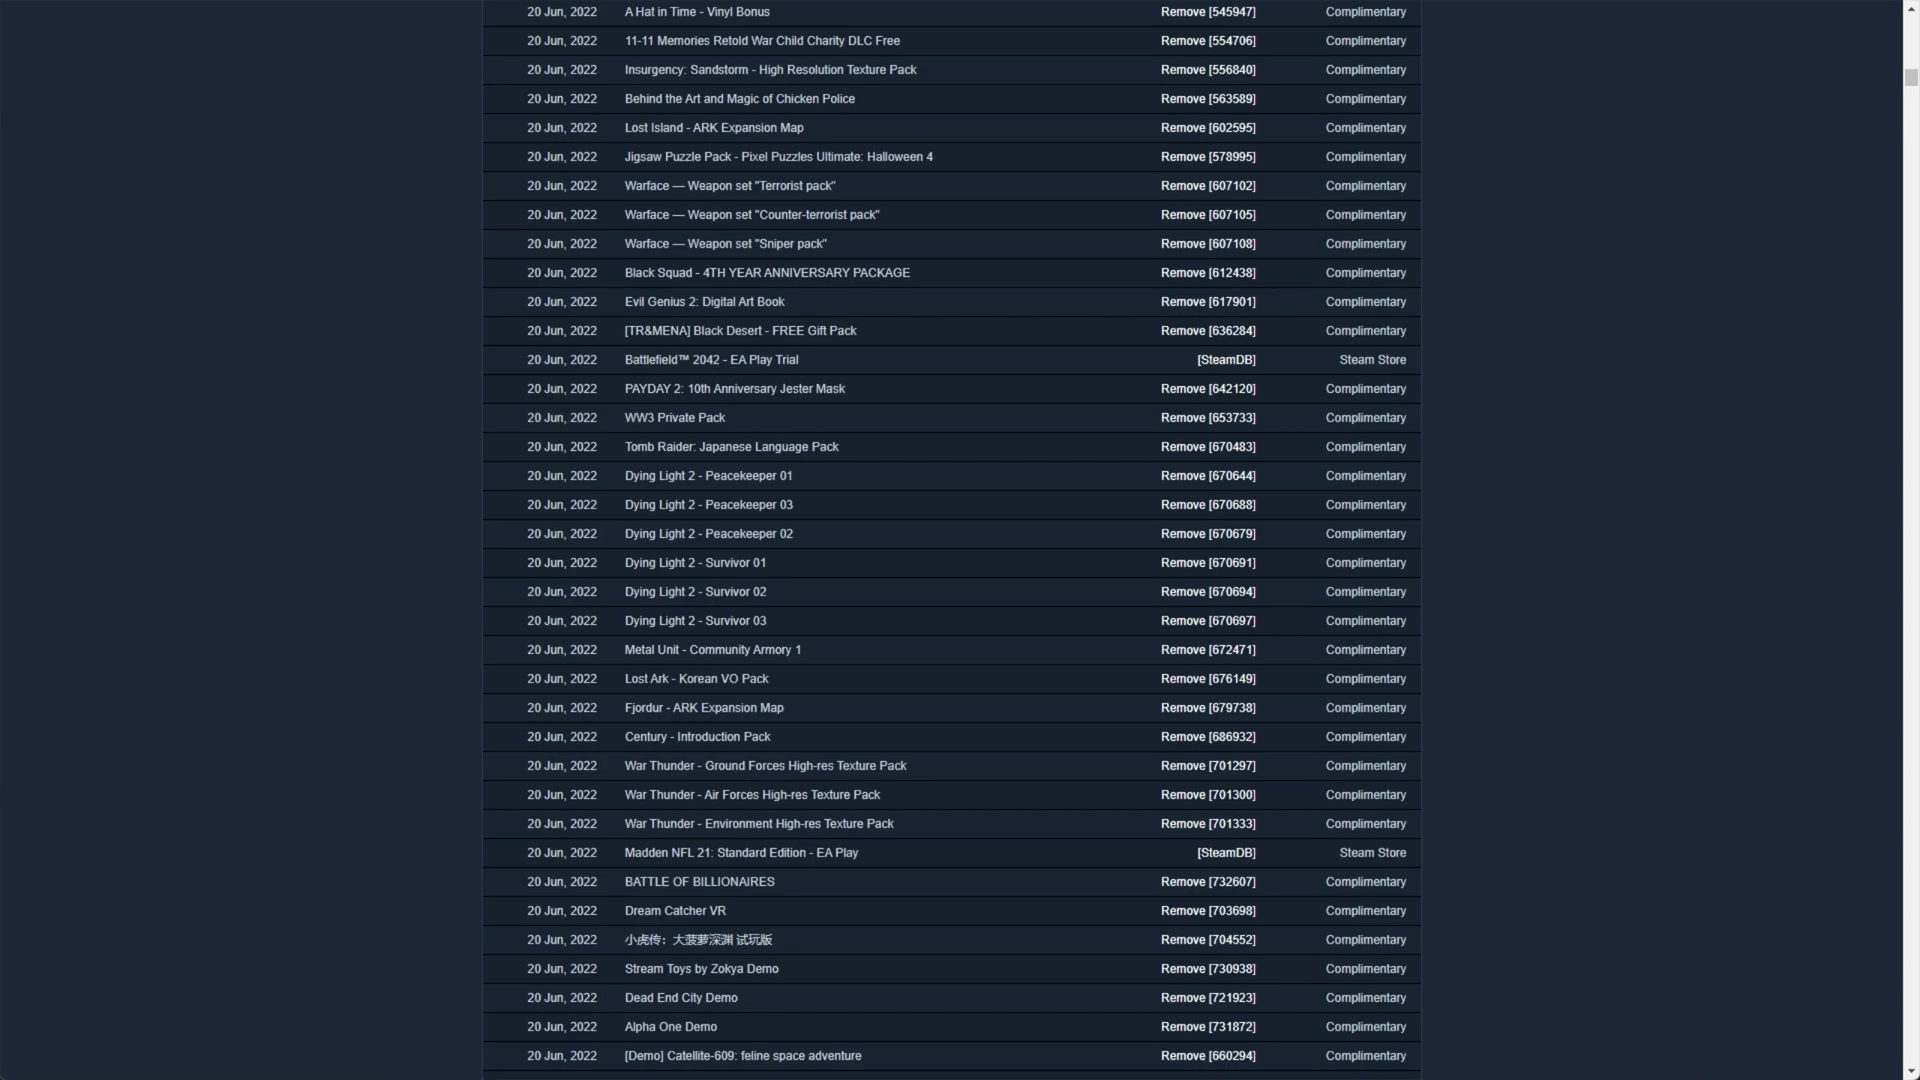 20 Jun, 2022 A Hat in Time - Vinyl Bonus Remove [545947] Complimentary
20 Jun, 2022 11-11 Memories Retold War Child Charity DLC Free Remove [554706] Complimentary
20 Jun, 2022 Insurgency: Sandstorm - High Resolution Texture Pack Remove [556840] Complimentary
20 Jun, 2022 Behind the Art and Magic of Chicken Police Remove [563589] Complimentary
20 Jun, 2022 Lost Island - ARK Expansion Map Remove [602595] Complimentary
20 Jun, 2022 Jigsaw Puzzle Pack - Pixel Puzzles Ultimate: Halloween 4 Remove [578995] Complimentary
20 Jun, 2022 Warface — Weapon set "Terrorist pack" Remove [607102] Complimentary
20 Jun, 2022 Warface — Weapon set "Counter-terrorist pack" Remove [607105] Complimentary
20 Jun, 2022 Warface — Weapon set "Sniper pack" Remove [607108] Complimentary
20 Jun, 2022 Black Squad - 4TH YEAR ANNIVERSARY PACKAGE Remove [612438] Complimentary
20 Jun, 2022 Evil Genius 2: Digital Art Book Remove [617901] Complimentary
20 Jun, 2022 [TR&MENA] Black Desert - FREE Gift Pack Remove [636284] Complimentary
20 Jun, 2022 Battlefield™ 2042 - EA Play Trial [SteamDB] Steam Store
20 Jun, 2022 PAYDAY 2: 10th Anniversary Jester Mask Remove [642120] Complimentary
20 Jun, 2022 WW3 Private Pack Remove [653733] Complimentary
20 Jun, 2022 Tomb Raider: Japanese Language Pack Remove [670483] Complimentary
20 Jun, 2022 Dying Light 2 - Peacekeeper 01 Remove [670644] Complimentary
20 Jun, 2022 Dying Light 2 - Peacekeeper 03 Remove [670688] Complimentary
20 Jun, 2022 Dying Light 2 - Peacekeeper 02 Remove [670679] Complimentary
20 Jun, 2022 Dying Light 2 - Survivor 01 Remove [670691] Complimentary
20 Jun, 2022 Dying Light 2 - Survivor 02 Remove [670694] Complimentary
20 Jun, 2022 Dying Light 2 - Survivor 03 Remove [670697] Complimentary
20 Jun, 2022 Metal Unit - Community Armory 1 Remove [672471] Complimentary
20 Jun, 2022 Lost Ark - Korean VO Pack Remove [676149] Complimentary
20 Jun, 2022 Fjordur - ARK Expansion Map Remove [679738] Complimentary
20 Jun, 2022 Century - Introduction Pack Remove [686932] Complimentary
20 Jun, 2022 War Thunder - Ground Forces High-res Texture Pack Remove [701297] Complimentary
20 Jun, 2022 War Thunder - Air Forces High-res Texture Pack Remove [701300] Complimentary
20 Jun, 2022 War Thunder - Environment High-res Texture Pack Remove [701333] Complimentary
20 Jun, 2022 Madden NFL 21: Standard Edition - EA Play [SteamDB] Steam Store
20 Jun, 2022 BATTLE OF BILLIONAIRES Remove [732607] Complimentary
20 Jun, 2022 Dream Catcher VR Remove [703698] Complimentary
20 Jun, 2022 小虎传：大菠萝深渊 试玩版 Remove [704552] Complimentary
20 Jun, 2022 Stream Toys by Zokya Demo Remove [730938] Complimentary
20 Jun, 2022 Dead End City Demo Remove [721923] Complimentary
20 Jun, 2022 Alpha One Demo Remove [731872] Complimentary
20 Jun, 2022 [Demo] Catellite-609: feline space adventure Remove [660294] Complimentary